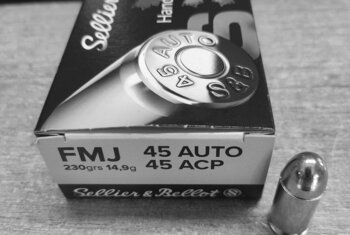 Sellier
Hand
45 AUTO
S&B
FMJ 45 AUTO
230grs 14,9g 45 ACP
Sellier & Bellot S